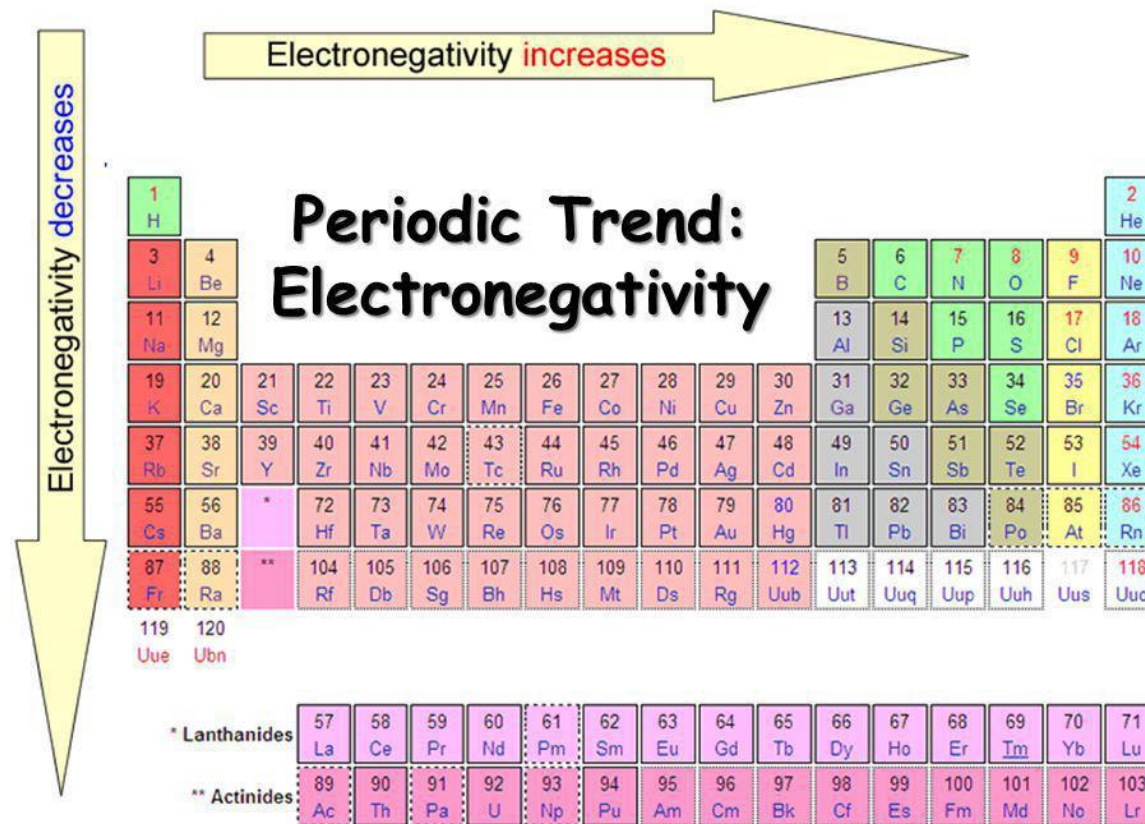 Electronegativity increases
Electronegativity decreases
Periodic Trend:
Electronegativity
1 2
H He
3 4 5 6 7 8 9 10
Li Be B C N O F Ne
11 12 13 14 15 16 17 18
Na Mg Al Si P S Cl Ar
19 20 21 22 23 24 25 26 27 28 29 30 31 32 33 34 35 36
K Ca Sc Ti V Cr Mn Fe Co Ni Cu Zn Ga Ge As Se Br Kr
37 38 39 40 41 42 43 44 45 46 47 48 49 50 51 52 53 54
Rb Sr Y Zr Nb Mo Tc Ru Rh Pd Ag Cd In Sn Sb Te I Xe
55 56 * 72 73 74 75 76 77 78 79 80 81 82 83 84 85 86
Cs Ba Hf Ta W Re Os Ir Pt Au Hg Tl Pb Bi Po At Rn
87 88 ** 104 105 106 107 108 109 110 111 112 113 114 115 116 117 118
Fr Ra Rf Db Sg Bh Hs Mt Ds Rg Uub Uut Uuq Uup Uuh Uus Uuo
119 120
Uue Ubn
* Lanthanides
57 58 59 60 61 62 63 64 65 66 67 68 69 70 71
La Ce Pr Nd Pm Sm Eu Gd Tb Dy Ho Er Tm Yb Lu
** Actinides
89 90 91 92 93 94 95 96 97 98 99 100 101 102 103
Ac Th Pa U Np Pu Am Cm Bk Cf Es Fm Md No Lr